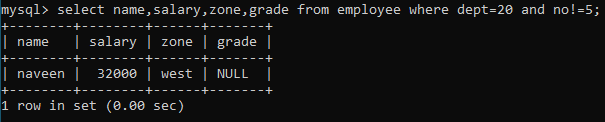 mysql> select name,salary,zone,grade from employee where dept=20 and no!=5;
+--------+--------+------+-------+
| name   | salary | zone | grade |
+--------+--------+------+-------+
| naveen |  32000 | west | NULL  |
+--------+--------+------+-------+
1 row in set (0.00 sec)